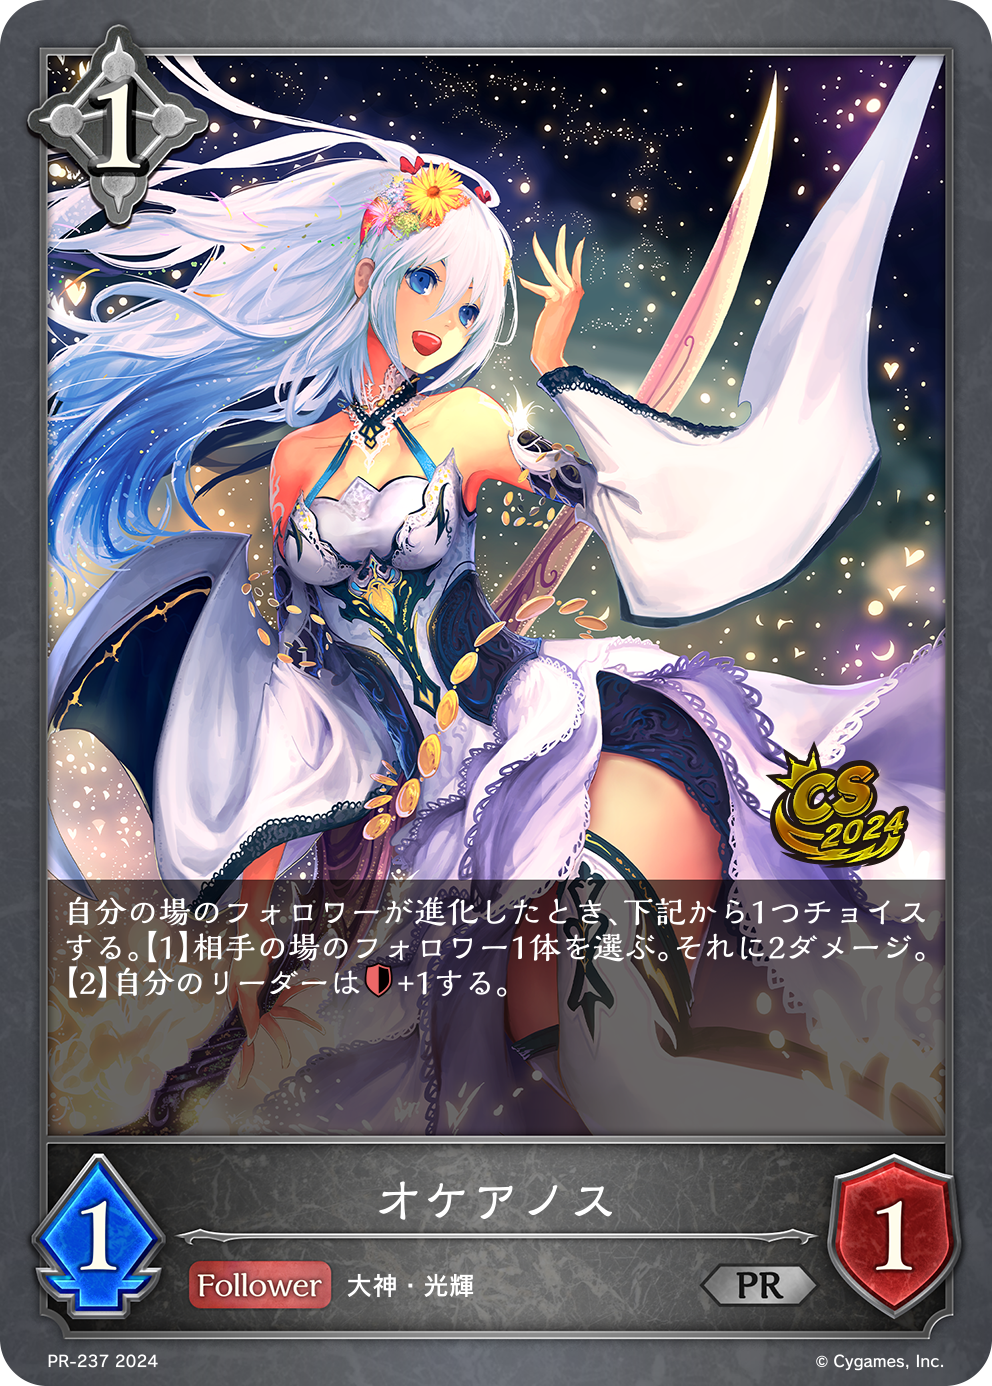 1
CS
2024
自分の場のフォロワーが進化したとき、下記から1つチョイス
する。【1】相手の場のフォロワー1体を選ぶ。それに2ダメージ。
【2】自分のリーダーは+1する。
オケアノス
1
1
Follower 大神・光輝
PR
PR-237 2024
© Cygames, Inc.